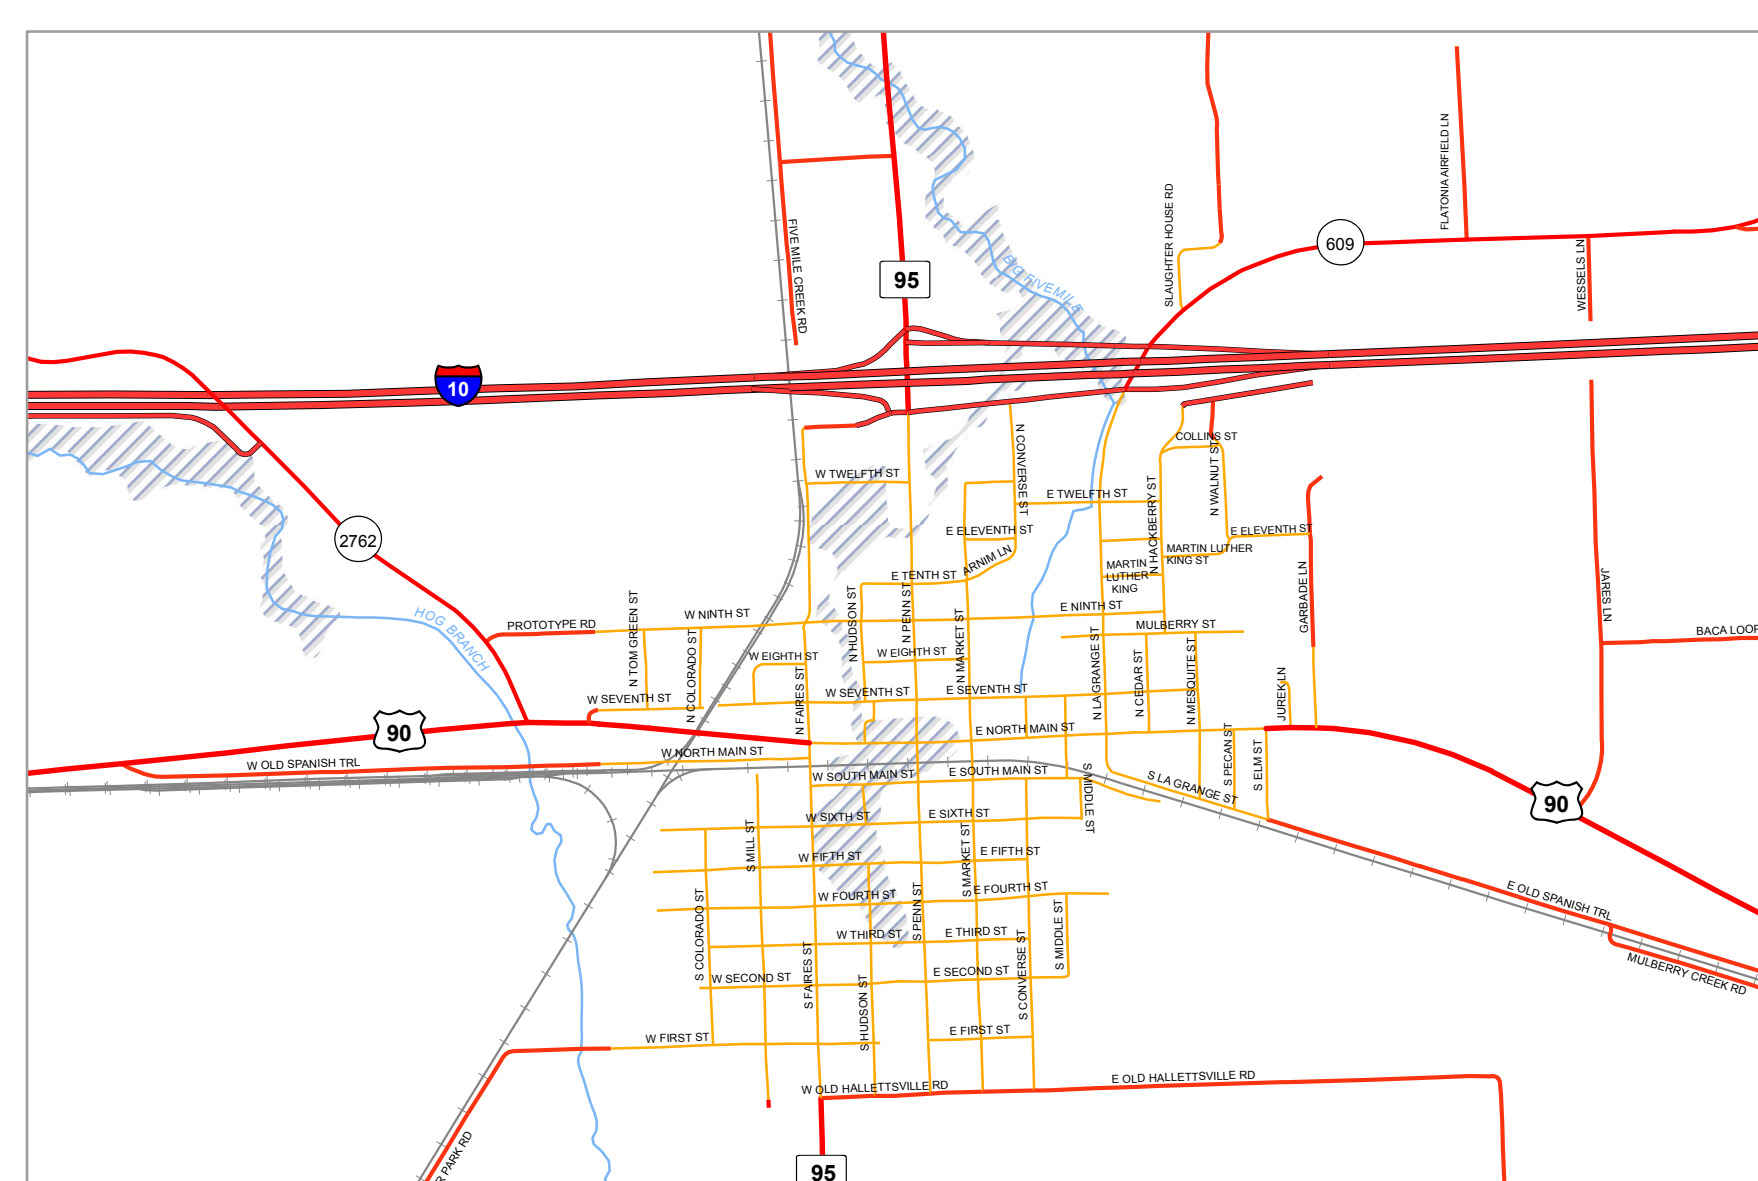 FLATONIA AIRFIELD LN
SLAUGHTER HOUSE RD
FIVE MILE CREEK RD
609
WESSELS LN
95
BIG FIVEMILE
10
N CONVERSE ST
COLLINS ST
W TWELFTH ST
N WALNUT ST
E TWELFTH ST
N HACKBERRY ST
2762
E ELEVENTH ST
E ELEVENTH ST
ARNIM LN
MARTIN LUTHER
KING ST
MARTIN
LUTHER
KING
E TENTH ST
GARBADE LN
JARES LN
HOG BRANCH
PROTOTYPE RD
N TOM GREEN ST
W NINTH ST
N HUDSON ST
N PENN ST
E NINTH ST
MULBERRY ST
BACA LOOP
N COLORADO ST
W EIGHTH ST
W EIGHTH ST
N MARKET ST
N LA GRANGE ST
N CEDAR ST
N MESQUITE ST
W SEVENTH ST
N FAIRES ST
W SEVENTH ST
E SEVENTH ST
JUREK LN
90
W NORTH MAIN ST
E NORTH MAIN ST
S PECAN ST
S ELM ST
W OLD SPANISH TRL
W SOUTH MAIN ST
E SOUTH MAIN ST
S MIDDLE ST
S LA GRANGE ST
90
S MILL ST
W SIXTH ST
E SIXTH ST
W FIFTH ST
S MARKET ST
E FIFTH ST
W FOURTH ST
E FOURTH ST
E OLD SPANISH TRL
S COLORADO ST
S PENN ST
W THIRD ST
E THIRD ST
S MIDDLE ST
S FAIRES ST
S CONVERSE ST
W SECOND ST
E SECOND ST
MULBERRY CREEK RD
S HUDSON ST
W FIRST ST
E FIRST ST
W OLD HALLETTSVILLE RD
E OLD HALLETTSVILLE RD
R PARK RD
95